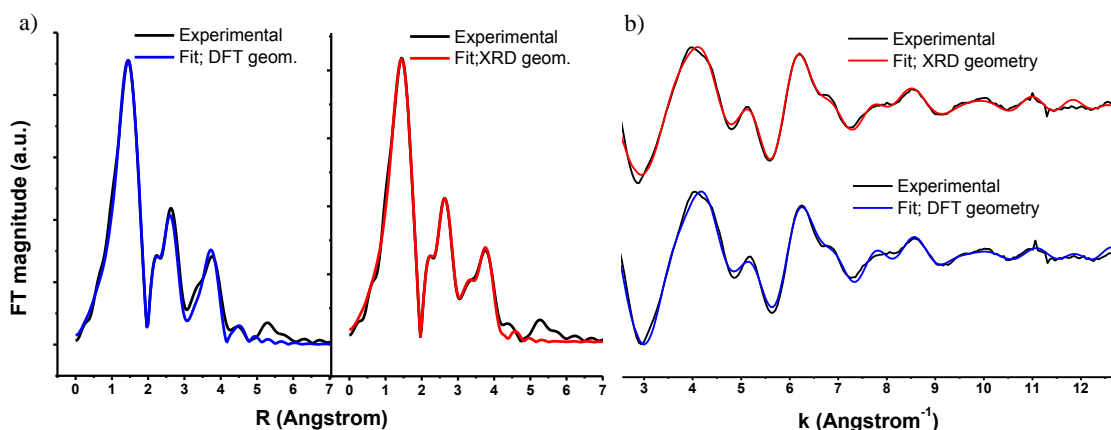 a)
Experimental
Fit; DFT geom.
Experimental
Fit;XRD geom.
FT magnitude (a.u.)
0 1 2 3 4 5 6 7
0 1 2 3 4 5 6 7
R (Angstrom)
b)
Experimental
Fit; XRD geometry
Experimental
Fit; DFT geometry
3 4 5 6 7 8 9 10 11 12
k (Angstrom⁻¹)